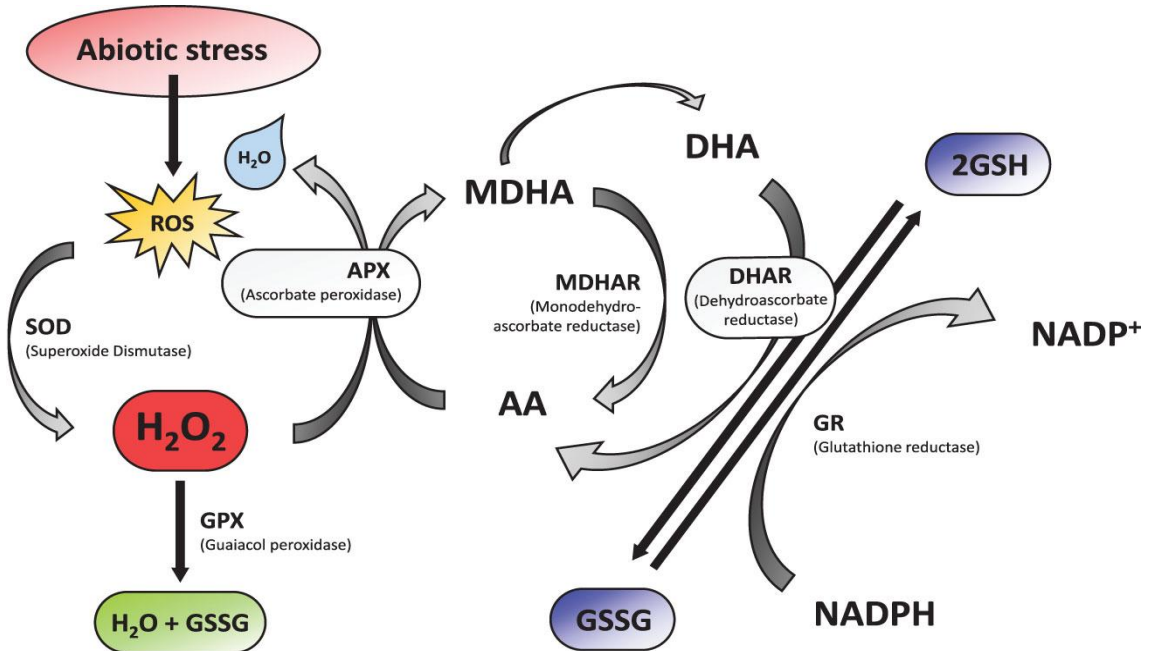 Abiotic stress
H₂O
ROS
SOD
(Superoxide Dismutase)
H₂O₂
GPX
(Guaiacol peroxidase)
H₂O + GSSG
APX
(Ascorbate peroxidase)
MDHA
MDHAR
(Monodehydro-
ascorbate reductase)
AA
DHA
DHAR
(Dehydroascorbate
reductase)
2GSH
NADP⁺
GR
(Glutathione reductase)
GSSG
NADPH